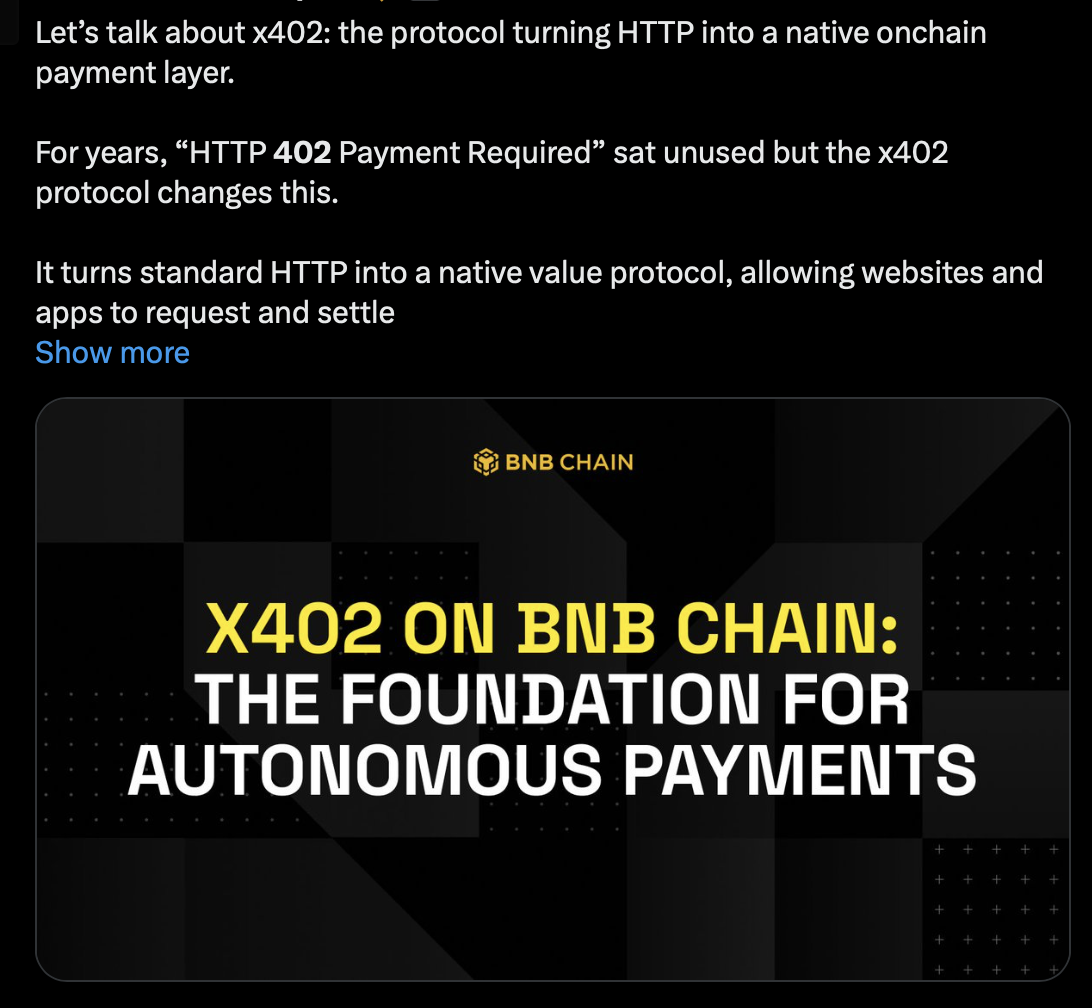 Let’s talk about x402: the protocol turning HTTP into a native onchain
payment layer.
For years, “HTTP 402 Payment Required” sat unused but the x402
protocol changes this.
It turns standard HTTP into a native value protocol, allowing websites and
apps to request and settle
Show more
BNB CHAIN
X402 ON BNB CHAIN:
THE FOUNDATION FOR
AUTONOMOUS PAYMENTS